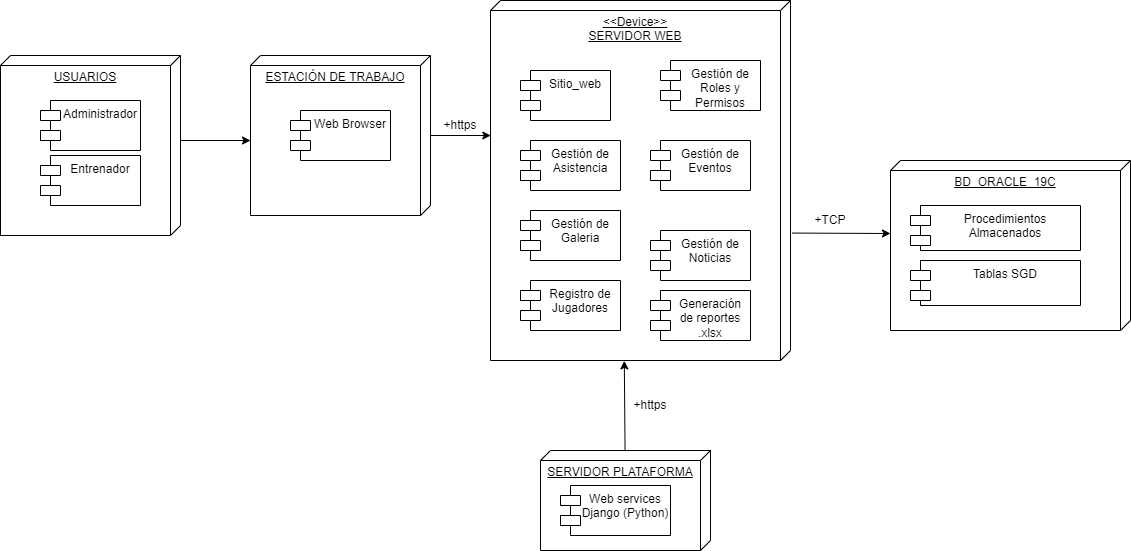 USUARIOS
Administrador
Entrenador
ESTACIÓN DE TRABAJO
Web Browser
+https
<<Device>>
SERVIDOR WEB
Sitio_web
Gestión de
Roles y
Permisos
Gestión de
Asistencia
Gestión de
Eventos
Gestión de
Galeria
Gestión de
Noticias
Registro de
Jugadores
Generación
de reportes
.xlsx
+TCP
BD_ORACLE_19C
Procedimientos
Almacenados
Tablas SGD
+https
SERVIDOR PLATAFORMA
Web services
Django (Python)